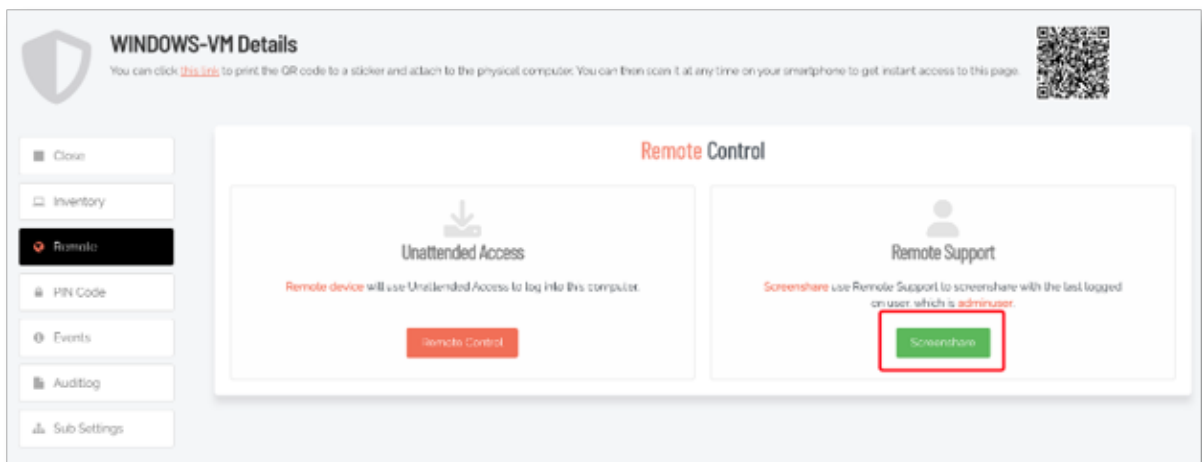 WINDOWS-VM Details
You can click this link to print the QR code to a sticker and attach to the physical computer. You can then scan it at any time on your smartphone to get instant access to this page.
Close
Inventory
Remote
PIN Code
Events
Auditlog
Sub Settings
Remote Control
Unattended Access
Remote device will use Unattended Access to log into this computer.
Remote Control
Remote Support
Screenshare use Remote Support to screenshare with the last logged
on user, which is adminuser.
Screenshare